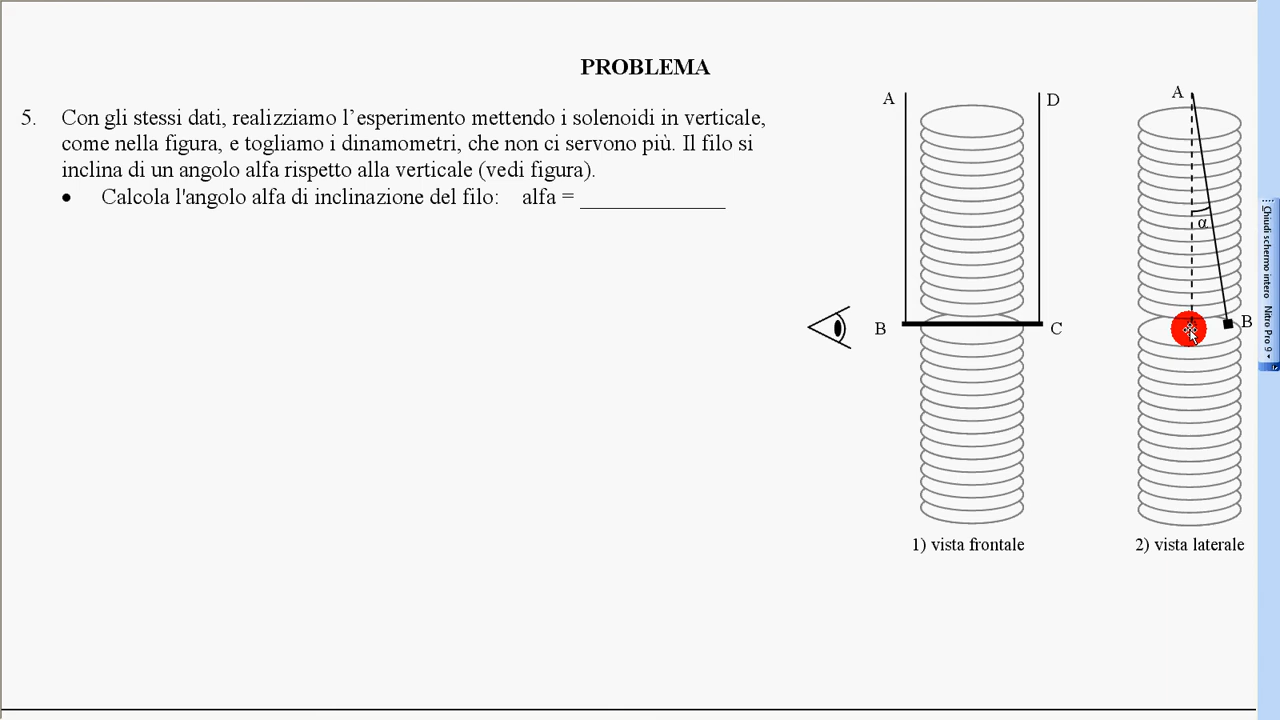 PROBLEMA
5. Con gli stessi dati, realizziamo l’esperimento mettendo i solenoidi in verticale,
come nella figura, e togliamo i dinamometri, che non ci servono più. Il filo si
inclina di un angolo alfa rispetto alla verticale (vedi figura).
• Calcola l'angolo alfa di inclinazione del filo: alfa = _____________
A D A
α
B C B
1) vista frontale 2) vista laterale
Chiudi schermo intero Nitro Pro 9